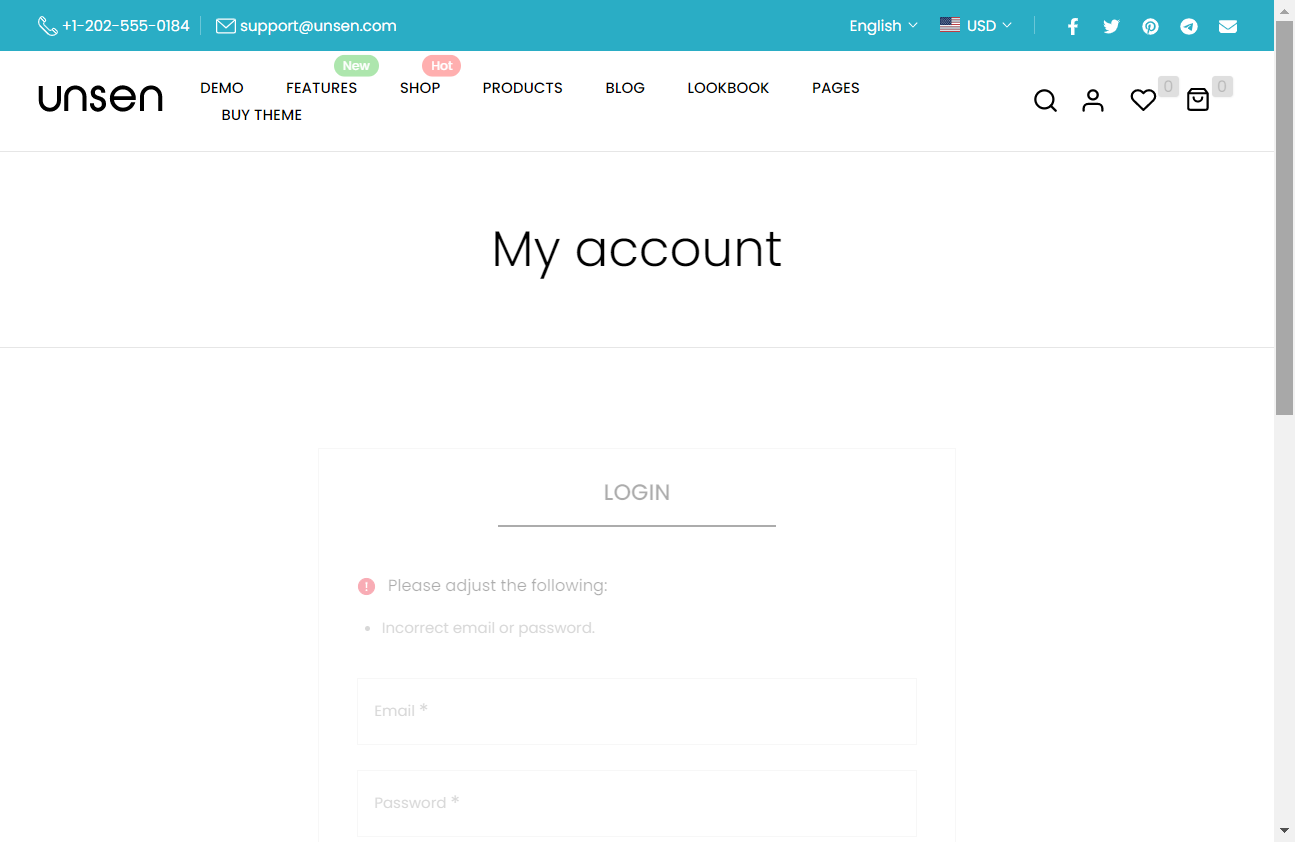 +1-202-555-0184
support@unsen.com
English
USD
unsen
DEMO
FEATURES
New
SHOP
Hot
PRODUCTS
BLOG
LOOKBOOK
PAGES
BUY THEME
0
0
My account
LOGIN
Please adjust the following:
• Incorrect email or password.
Email *
Password *